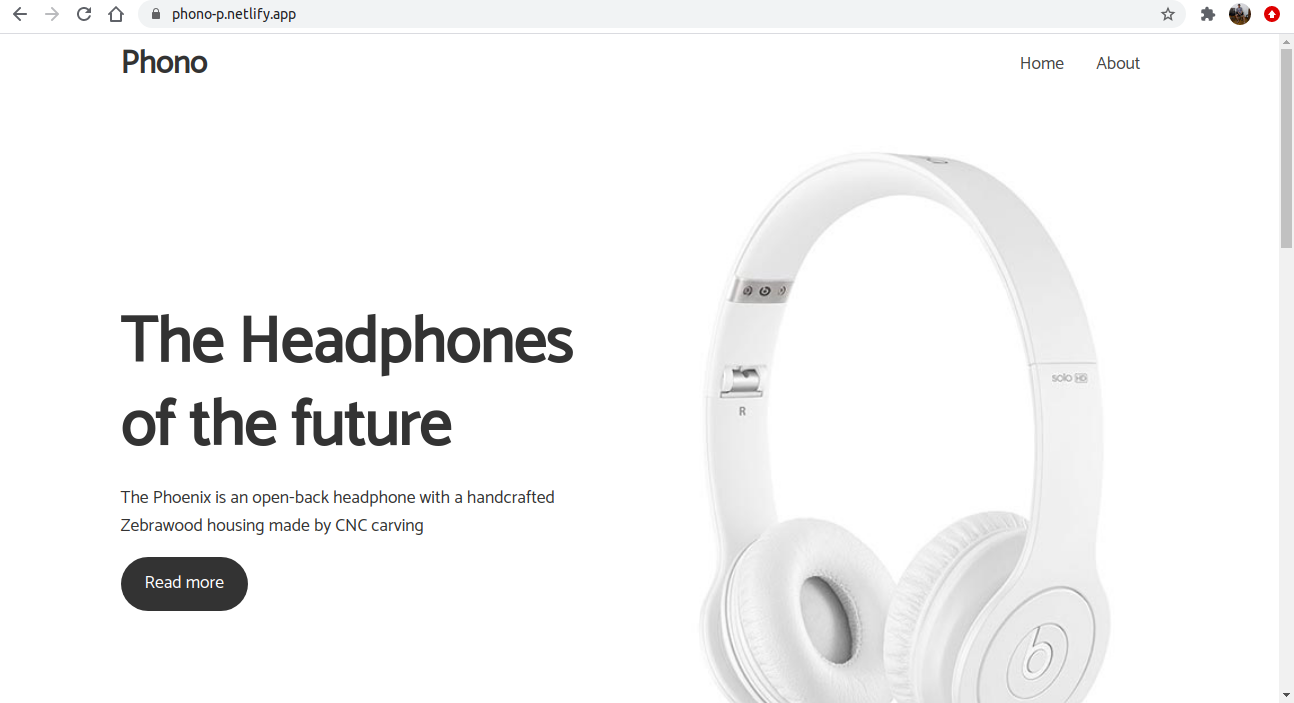 phono-p.netlify.app
Phono
Home About
The Headphones
of the future
The Phoenix is an open-back headphone with a handcrafted
Zebrawood housing made by CNC carving
Read more
solo HD
R
b